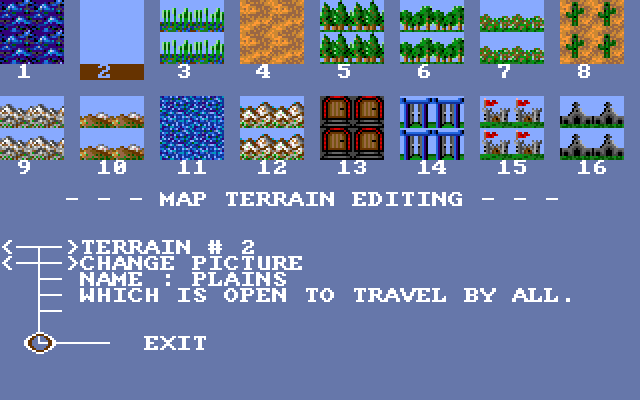 1 2 3 4 5 6 7 8
9 10 11 12 13 14 15 16
- - - MAP TERRAIN EDITING - - -
<——>TERRAIN # 2
<——>CHANGE PICTURE
NAME : PLAINS
WHICH IS OPEN TO TRAVEL BY ALL.
EXIT